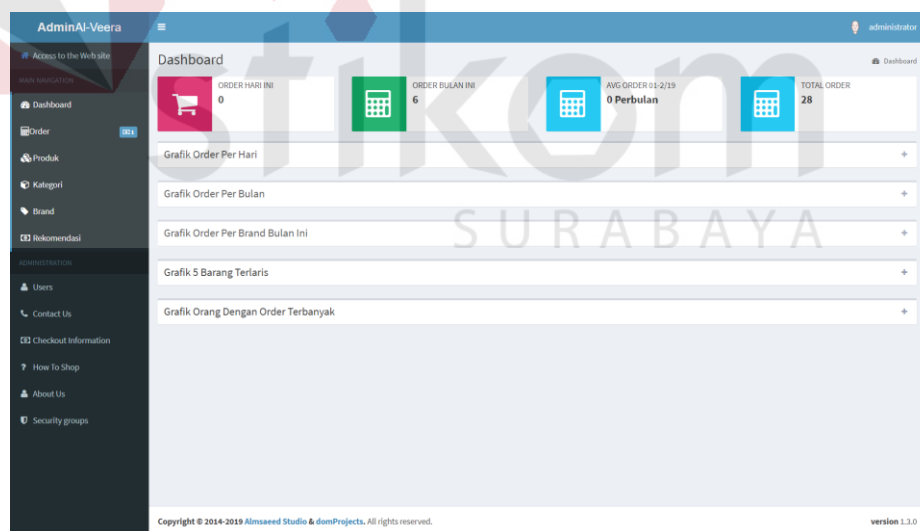 AdminAl-Veera
administrator
Access to the Web site
MAIN NAVIGATION
Dashboard
Order
Produk
Kategori
Brand
Rekomendasi
ADMINISTRATION
Users
Contact Us
Checkout Information
How To Shop
About Us
Security groups
Dashboard
Dashboard
ORDER HARI INI
0
ORDER BULAN INI
6
AVG ORDER 01-2/19
0 Perbulan
TOTAL ORDER
28
Grafik Order Per Hari
Grafik Order Per Bulan
Grafik Order Per Brand Bulan Ini
Grafik 5 Barang Terlaris
Grafik Orang Dengan Order Terbanyak
stikom
SURABAYA
Copyright © 2014-2019 Almsaeed Studio & domProjects. All rights reserved.
version 1.3.0